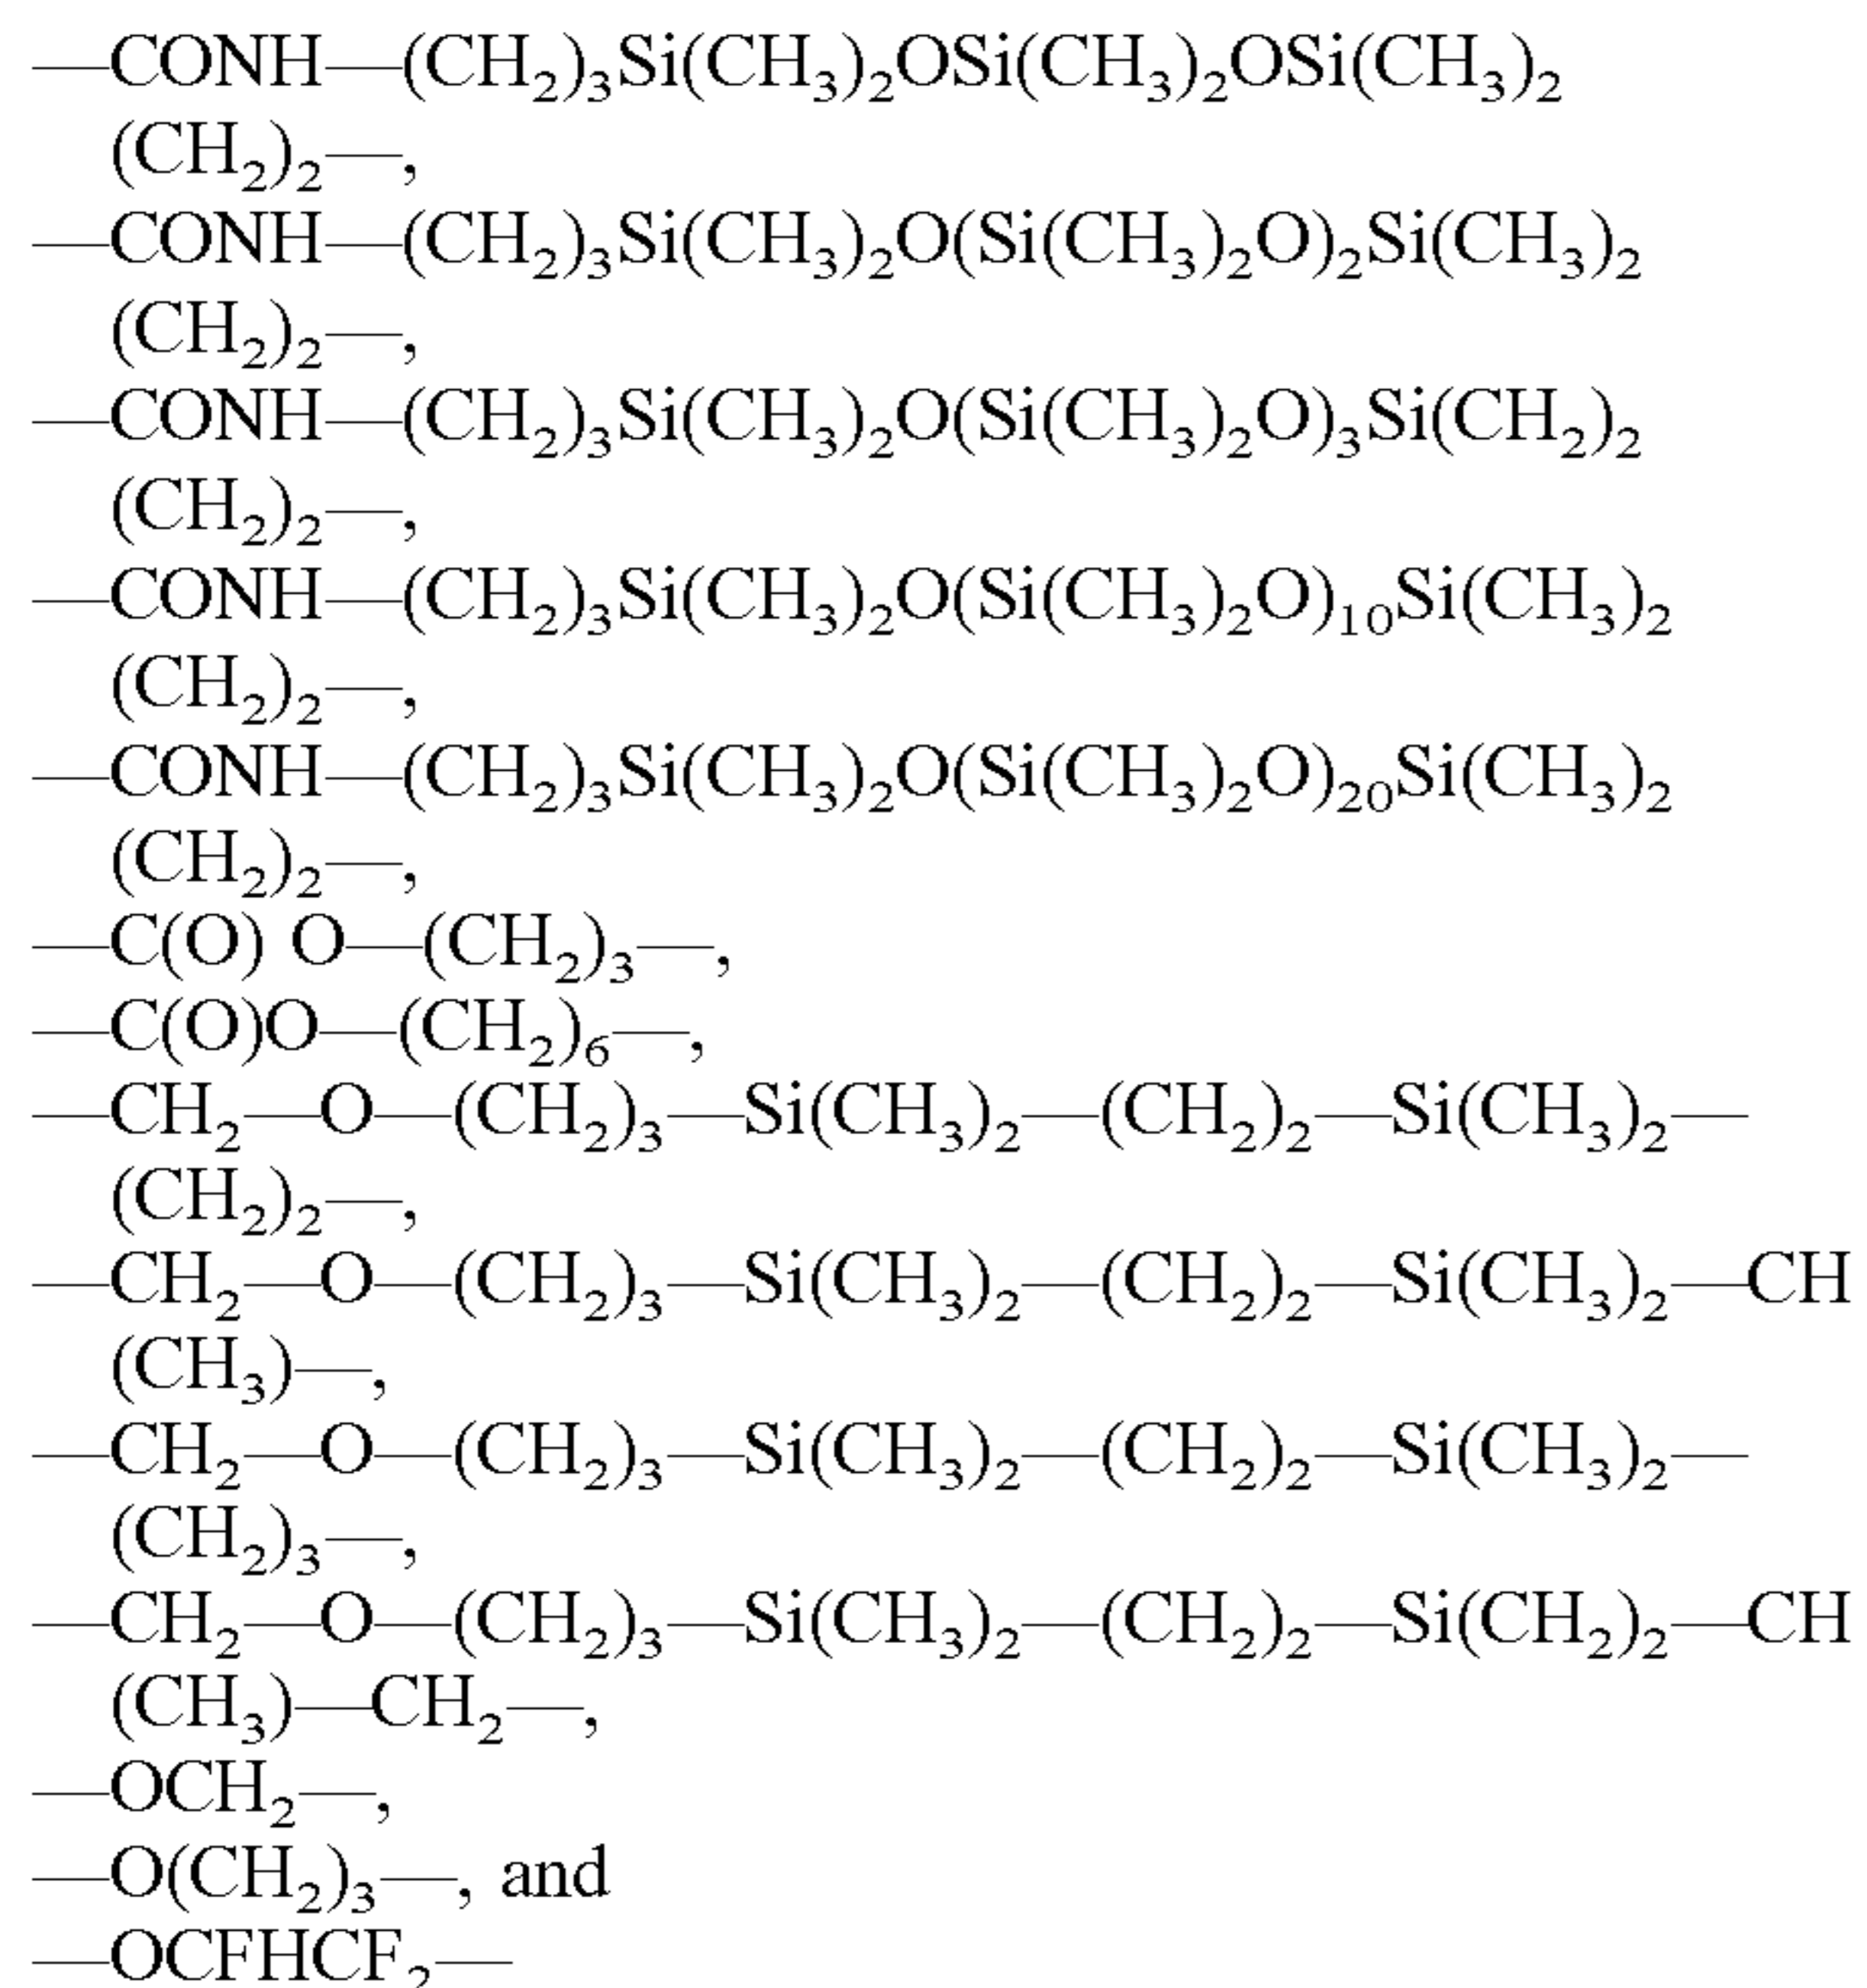 —CONH—(CH₂)₃Si(CH₃)₂OSi(CH₃)₂OSi(CH₃)₂
(CH₂)₂—,
—CONH—(CH₂)₃Si(CH₃)₂O(Si(CH₃)₂O)₂Si(CH₃)₂
(CH₂)₂—,
—CONH—(CH₂)₃Si(CH₃)₂O(Si(CH₃)₂O)₃Si(CH₂)₂
(CH₂)₂—,
—CONH—(CH₂)₃Si(CH₃)₂O(Si(CH₃)₂O)₁₀Si(CH₃)₂
(CH₂)₂—,
—CONH—(CH₂)₃Si(CH₃)₂O(Si(CH₃)₂O)₂₀Si(CH₃)₂
(CH₂)₂—,
—C(O) O—(CH₂)₃—,
—C(O)O—(CH₂)₆—,
—CH₂—O—(CH₂)₃—Si(CH₃)₂—(CH₂)₂—Si(CH₃)₂—
(CH₂)₂—,
—CH₂—O—(CH₂)₃—Si(CH₃)₂—(CH₂)₂—Si(CH₃)₂—CH
(CH₃)—,
—CH₂—O—(CH₂)₃—Si(CH₃)₂—(CH₂)₂—Si(CH₃)₂—
(CH₂)₃—,
—CH₂—O—(CH₂)₃—Si(CH₃)₂—(CH₂)₂—Si(CH₂)₂—CH
(CH₃)—CH₂—,
—OCH₂—,
—O(CH₂)₃—, and
—OCFHCF₂—